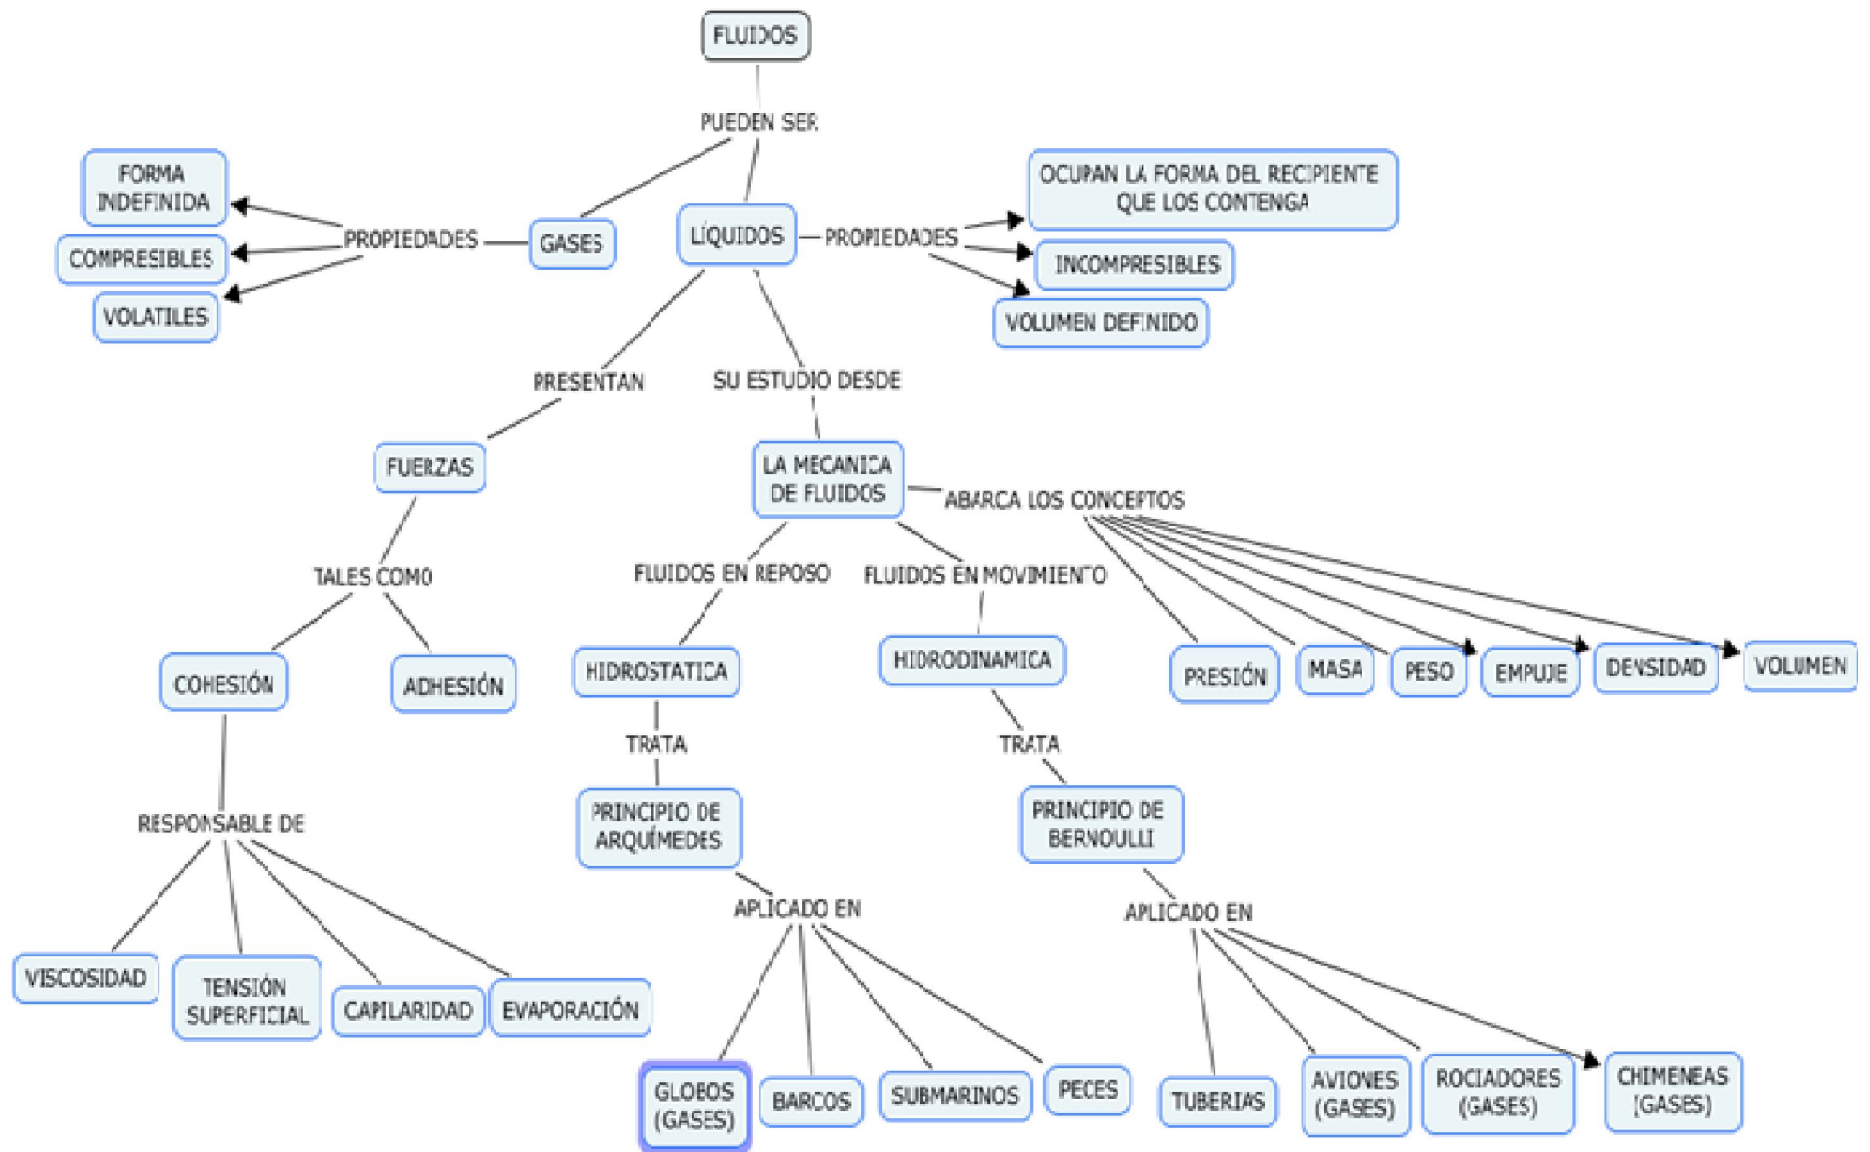 FLUIDOS
PUEDEN SER
FORMA
INDEFINIDA
COMPRESIBLES
VOLATILES
PROPIEDADES
GASES
LÍQUIDOS
PROPIEDADES
OCUPAN LA FORMA DEL RECIPIENTE
QUE LOS CONTENGA
INCOMPRESIBLES
VOLUMEN DEFINIDO
PRESENTAN
SU ESTUDIO DESDE
FUERZAS
LA MECANICA
DE FLUIDOS
ABARCA LOS CONCEPTOS
TALES COMO
FLUIDOS EN REPOSO
FLUIDOS EN MOVIMIENTO
COHESIÓN
ADHESIÓN
HIDROSTATICA
HIDRODINAMICA
PRESIÓN
MASA
PESO
EMPUJE
DENSIDAD
VOLUMEN
TRATA
TRATA
RESPONSABLE DE
PRINCIPIO DE
ARQUÍMEDES
PRINCIPIO DE
BERNOULLI
APLICADO EN
APLICADO EN
VISCOSIDAD
TENSIÓN
SUPERFICIAL
CAPILARIDAD
EVAPORACIÓN
GLOBOS
(GASES)
BARCOS
SUBMARINOS
PECES
TUBERIAS
AVIONES
(GASES)
ROCIADORES
(GASES)
CHIMENEAS
(GASES)